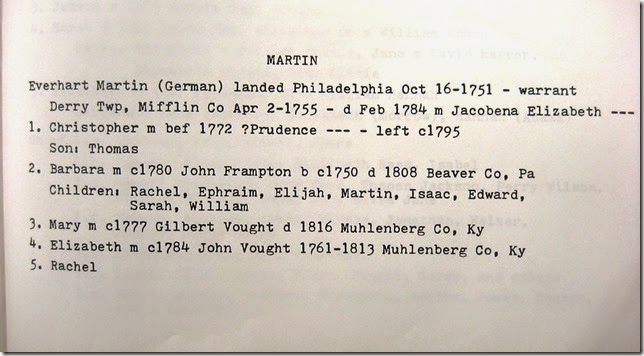 MARTIN
Everhart Martin (German) landed Philadelphia Oct 16-1751 - warrant
Derry Twp, Mifflin Co Apr 2-1755 - d Feb 1784 m Jacobena Elizabeth ---
1. Christopher m bef 1772 ?Prudence --- - left c1795
Son: Thomas
2. Barbara m c1780 John Frampton b c1750 d 1808 Beaver Co, Pa
Children: Rachel, Ephraim, Elijah, Martin, Isaac, Edward,
Sarah, William
3. Mary m c1777 Gilbert Vought d 1816 Muhlenberg Co, Ky
4. Elizabeth m c1784 John Vought 1761-1813 Muhlenberg Co, Ky
5. Rachel